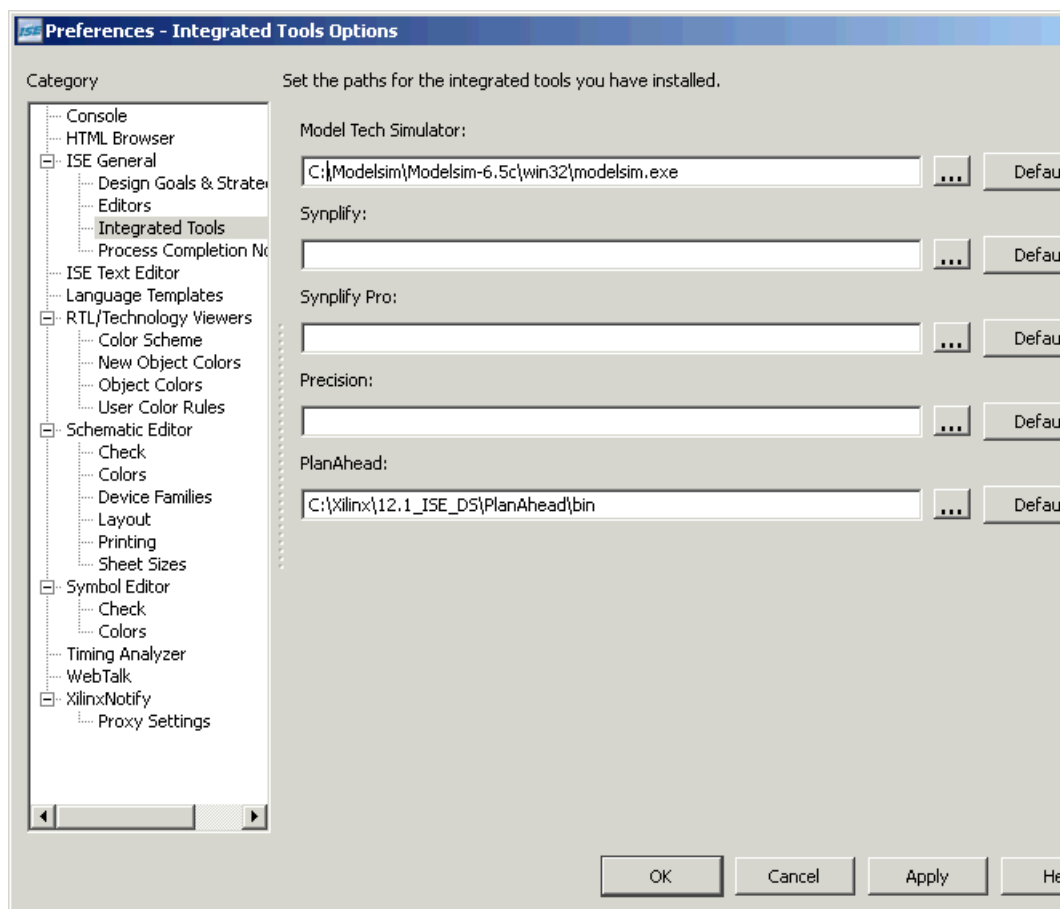 ISE Preferences - Integrated Tools Options
Category
Console
HTML Browser
ISE General
Design Goals & Strate
Editors
Integrated Tools
Process Completion No
ISE Text Editor
Language Templates
RTL/Technology Viewers
Color Scheme
New Object Colors
Object Colors
User Color Rules
Schematic Editor
Check
Colors
Device Families
Layout
Printing
Sheet Sizes
Symbol Editor
Check
Colors
Timing Analyzer
WebTalk
XilinxNotify
Proxy Settings
Set the paths for the integrated tools you have installed.
Model Tech Simulator:
C:\Modelsim\Modelsim-6.5c\win32\modelsim.exe
... Defau
Synplify:
... Defau
Synplify Pro:
... Defau
Precision:
... Defau
PlanAhead:
C:\Xilinx\12.1_ISE_DS\PlanAhead\bin
... Defau
OK Cancel Apply He